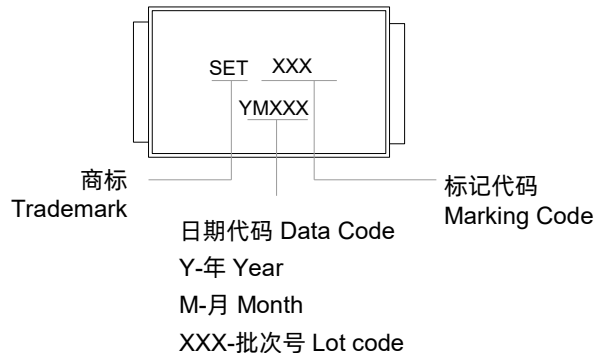 SET XXX
YMXXX
商标
Trademark
标记代码
Marking Code
日期代码 Data Code
Y-年 Year
M-月 Month
XXX-批次号 Lot code